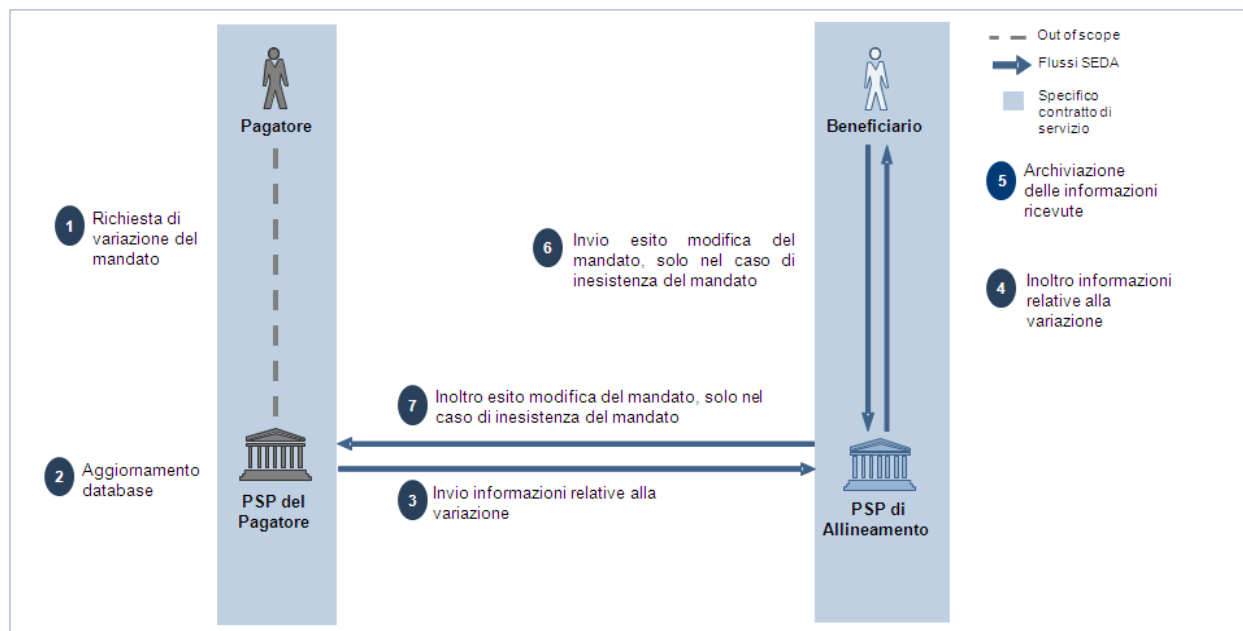 Pagatore
Beneficiario
Out of scope
Flussi SEDA
Specifico
contratto di
servizio
1
Richiesta di
variazione del
mandato
6
Invio esito modifica del
mandato, solo nel caso di
inesistenza del mandato
5
Archiviazione
delle informazioni
ricevute
4
Inoltro informazioni
relative alla
variazione
7
Inoltro esito modifica del mandato, solo nel
caso di inesistenza del mandato
2
Aggiornamento
database
PSP del
Pagatore
3
Invio informazioni relative alla
variazione
PSP di
Allineamento